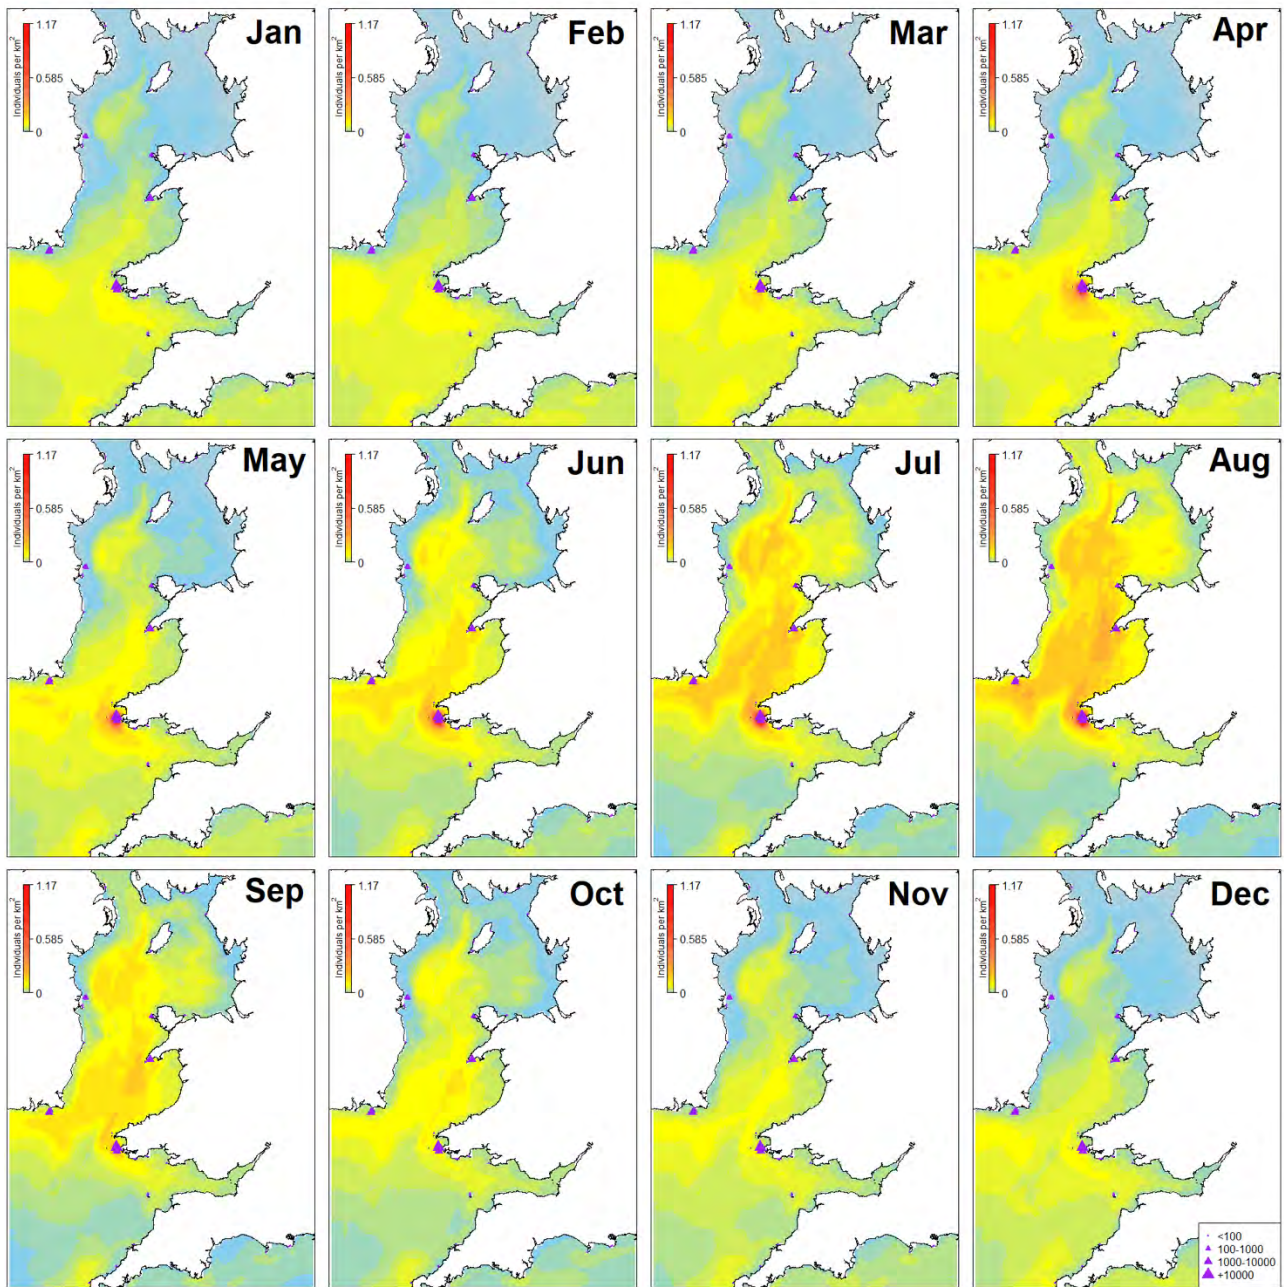 Jan
1.17
0.585
0
Individuals per km²
Feb
1.17
0.585
0
Individuals per km²
Mar
1.17
0.585
0
Individuals per km²
Apr
1.17
0.585
0
Individuals per km²
May
1.17
0.585
0
Individuals per km²
Jun
1.17
0.585
0
Individuals per km²
Jul
1.17
0.585
0
Individuals per km²
Aug
1.17
0.585
0
Individuals per km²
Sep
1.17
0.585
0
Individuals per km²
Oct
1.17
0.585
0
Individuals per km²
Nov
1.17
0.585
0
Individuals per km²
Dec
1.17
0.585
0
Individuals per km²
<100
100-1000
1000-10000
+10000